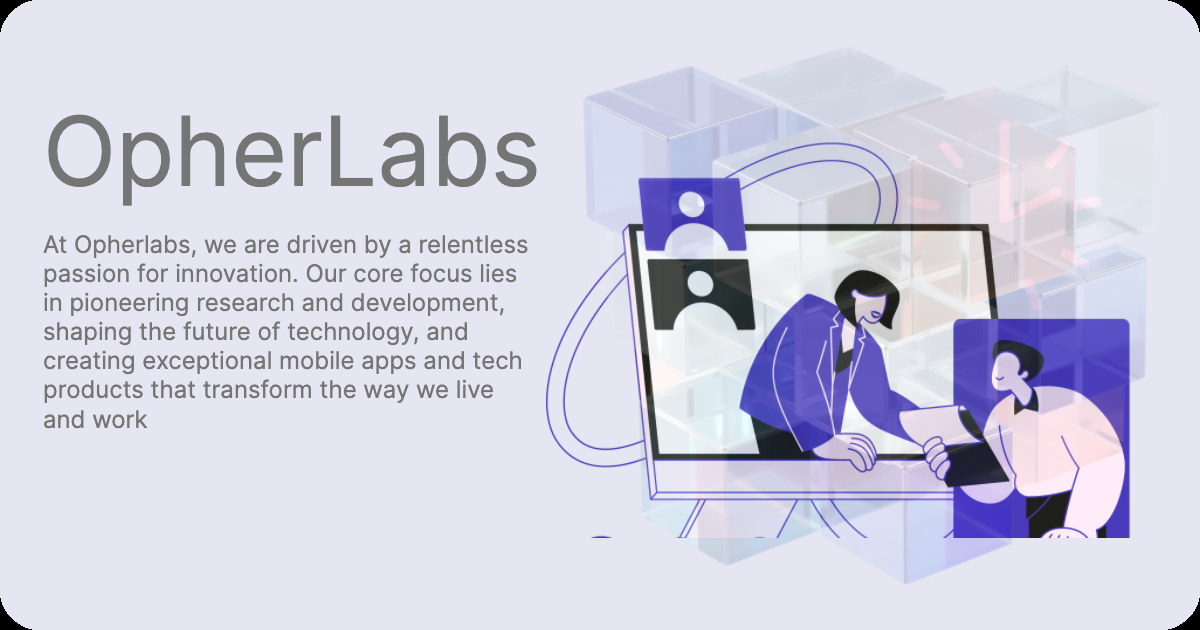 OpherLabs
At Opherlabs, we are driven by a relentless
passion for innovation. Our core focus lies
in pioneering research and development,
shaping the future of technology, and
creating exceptional mobile apps and tech
products that transform the way we live
and work